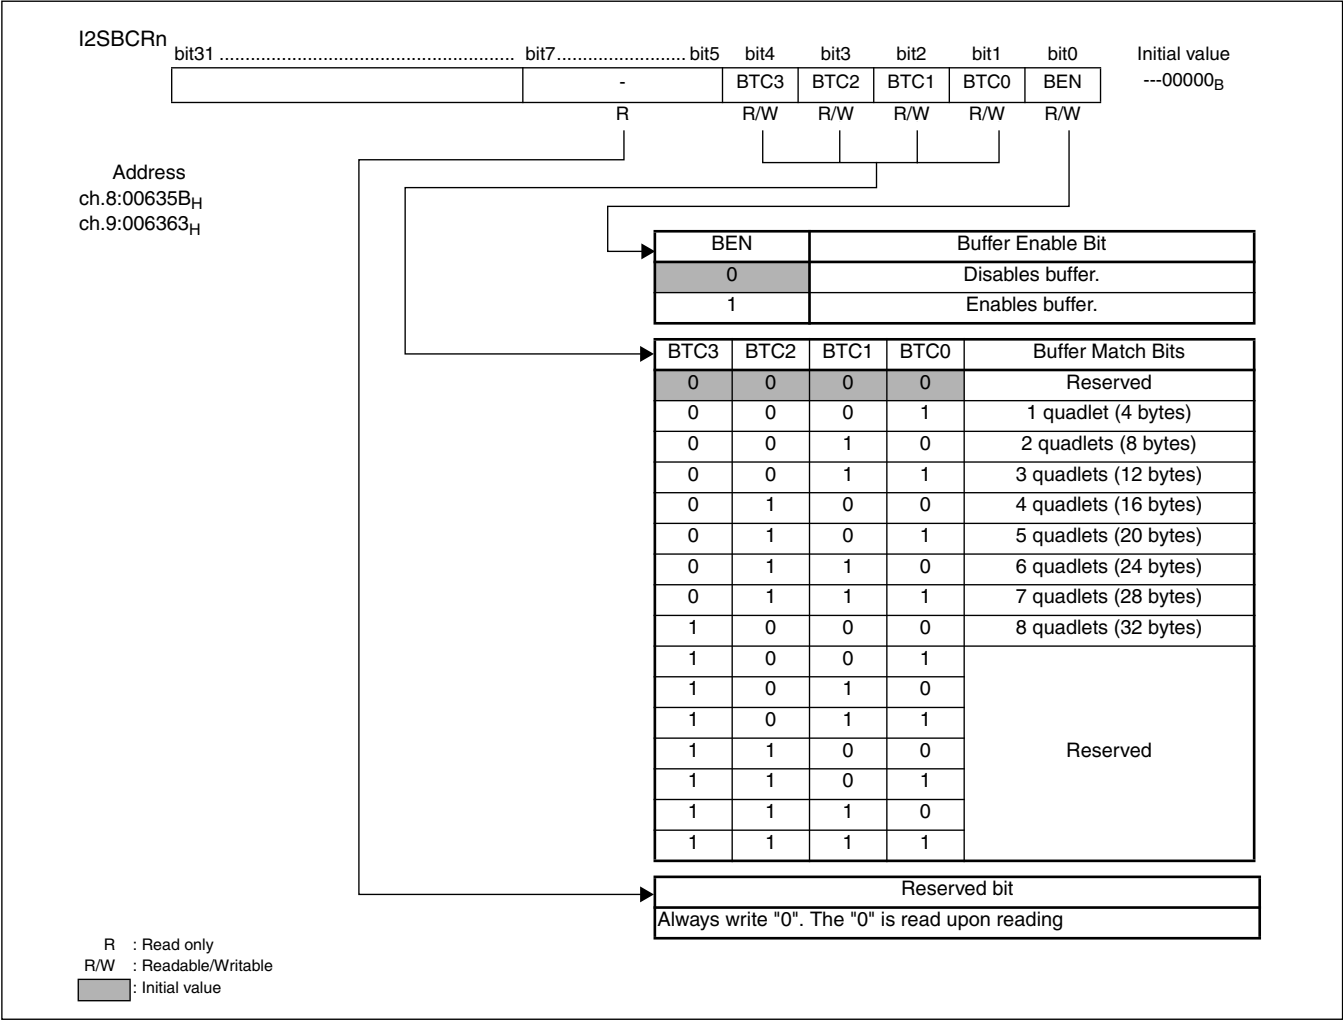 I2SBCRn
bit31 ........................................................ bit7......................... bit5 bit4 bit3 bit2 bit1 bit0 Initial value
- BTC3 BTC2 BTC1 BTC0 BEN ---00000B
R R/W R/W R/W R/W R/W
Address
ch.8:00635BH
ch.9:006363H
BEN Buffer Enable Bit
0 Disables buffer.
1 Enables buffer.
BTC3 BTC2 BTC1 BTC0 Buffer Match Bits
0 0 0 0 Reserved
0 0 0 1 1 quadlet (4 bytes)
0 0 1 0 2 quadlets (8 bytes)
0 0 1 1 3 quadlets (12 bytes)
0 1 0 0 4 quadlets (16 bytes)
0 1 0 1 5 quadlets (20 bytes)
0 1 1 0 6 quadlets (24 bytes)
0 1 1 1 7 quadlets (28 bytes)
1 0 0 0 8 quadlets (32 bytes)
1 0 0 1
1 0 1 0
1 0 1 1
1 1 0 0 Reserved
1 1 0 1
1 1 1 0
1 1 1 1
Reserved bit
Always write "0". The "0" is read upon reading
R : Read only
R/W : Readable/Writable
: Initial value